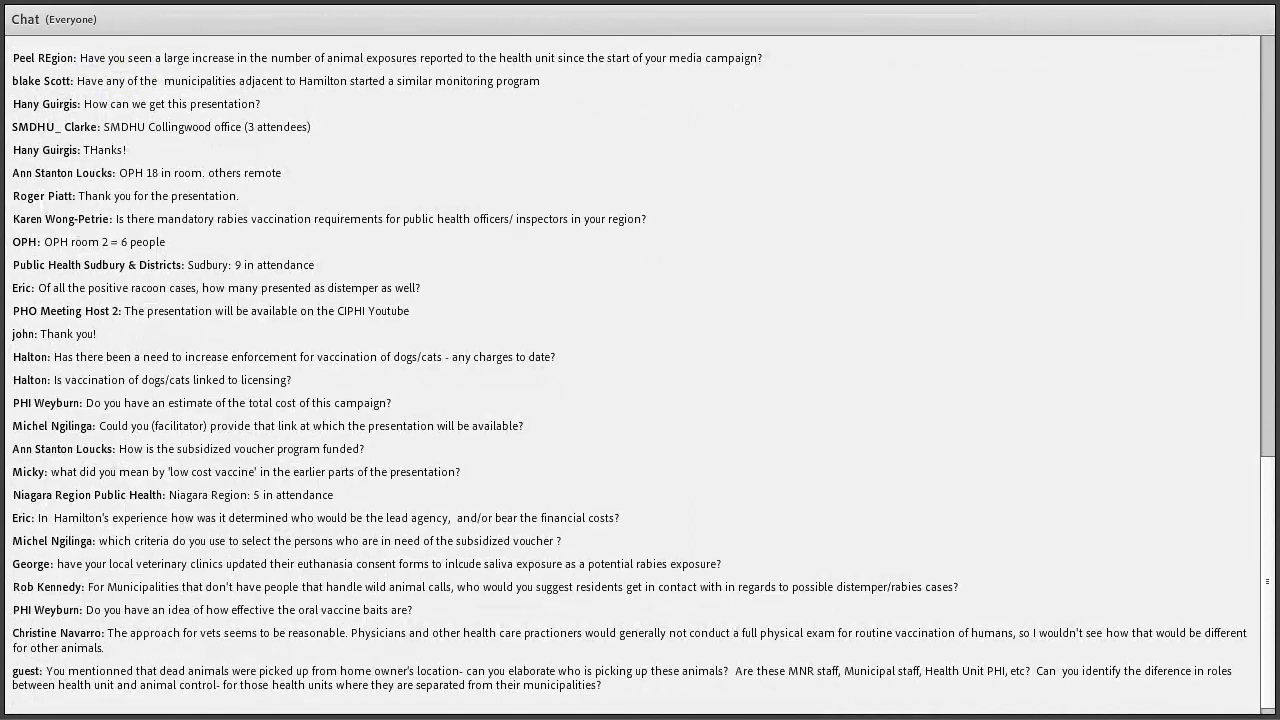 Chat (Everyone)
Peel REgion: Have you seen a large increase in the number of animal exposures reported to the health unit since the start of your media campaign?
blake Scott: Have any of the  municipalities adjacent to Hamilton started a similar monitoring program
Hany Guirgis: How can we get this presentation?
SMDHU_ Clarke: SMDHU Collingwood office (3 attendees)
Hany Guirgis: THanks!
Ann Stanton Loucks: OPH 18 in room. others remote
Roger Piatt: Thank you for the presentation.
Karen Wong-Petrie: Is there mandatory rabies vaccination requirements for public health officers/ inspectors in your region?
OPH: OPH room 2 = 6 people
Public Health Sudbury & Districts: Sudbury: 9 in attendance
Eric: Of all the positive racoon cases, how many presented as distemper as well?
PHO Meeting Host 2: The presentation will be available on the CIPHI Youtube
john: Thank you!
Halton: Has there been a need to increase enforcement for vaccination of dogs/cats - any charges to date?
Halton: Is vaccination of dogs/cats linked to licensing?
PHI Weyburn: Do you have an estimate of the total cost of this campaign?
Michel Ngilinga: Could you (facilitator) provide that link at which the presentation will be available?
Ann Stanton Loucks: How is the subsidized voucher program funded?
Micky: what did you mean by 'low cost vaccine' in the earlier parts of the presentation?
Niagara Region Public Health: Niagara Region: 5 in attendance
Eric: In  Hamilton's experience how was it determined who would be the lead agency,  and/or bear the financial costs?
Michel Ngilinga: which criteria do you use to select the persons who are in need of the subsidized voucher ?
George: have your local veterinary clinics updated their euthanasia consent forms to inlcude saliva exposure as a potential rabies exposure?
Rob Kennedy: For Municipalities that don't have people that handle wild animal calls, who would you suggest residents get in contact with in regards to possible distemper/rabies cases?
PHI Weyburn: Do you have an idea of how effective the oral vaccine baits are?
Christine Navarro: The approach for vets seems to be reasonable. Physicians and other health care practioners would generally not conduct a full physical exam for routine vaccination of humans, so I wouldn't see how that would be different
for other animals.
guest: You mentionned that dead animals were picked up from home owner's location- can you elaborate who is picking up these animals?  Are these MNR staff, Municipal staff, Health Unit PHI, etc?  Can  you identify the diference in roles
between health unit and animal control- for those health units where they are separated from their municipalities?